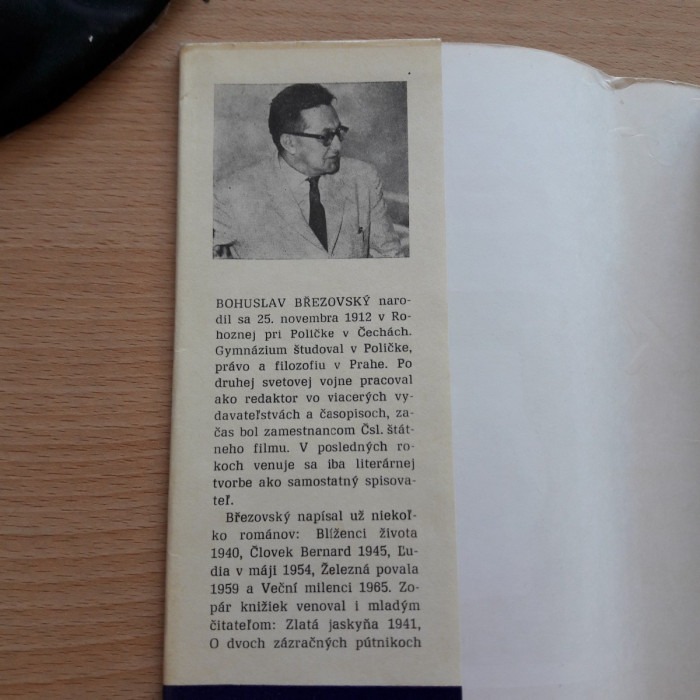 BOHUSLAV BŘEZOVSKÝ naro-
dil sa 25. novembra 1912 v Ro-
hoznej pri Poličke v Čechách.
Gymnázium študoval v Poličke,
právo a filozofiu v Prahe. Po
druhej svetovej vojne pracoval
ako redaktor vo viacerých vy-
davateľstvách a časopisoch, za-
čas bol zamestnancom Čsl. štát-
neho filmu. V posledných ro-
koch venuje sa iba literárnej
tvorbe ako samostatný spisova-
teľ.
Březovský napísal už niekoľ-
ko románov: Blíženci života
1940, Človek Bernard 1945, Ľu-
dia v máji 1954, Železná povala
1959 a Veční milenci 1965. Zo-
pár knižiek venoval i mladým
čitateľom: Zlatá jaskyňa 1941,
O dvoch zázračných pútnikoch